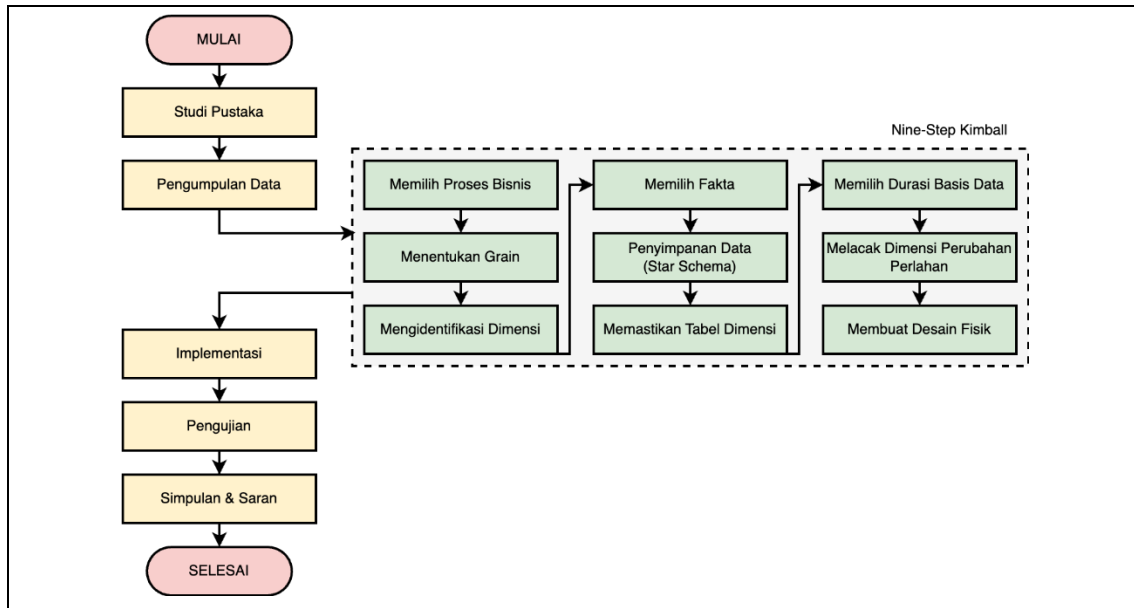 MULAI
Studi Pustaka
Pengumpulan Data
Nine-Step Kimball
Memilih Proses Bisnis
Menentukan Grain
Mengidentifikasi Dimensi
Memilih Fakta
Penyimpanan Data
(Star Schema)
Memastikan Tabel Dimensi
Memilih Durasi Basis Data
Melacak Dimensi Perubahan
Perlahan
Membuat Desain Fisik
Implementasi
Pengujian
Simpulan & Saran
SELESAI